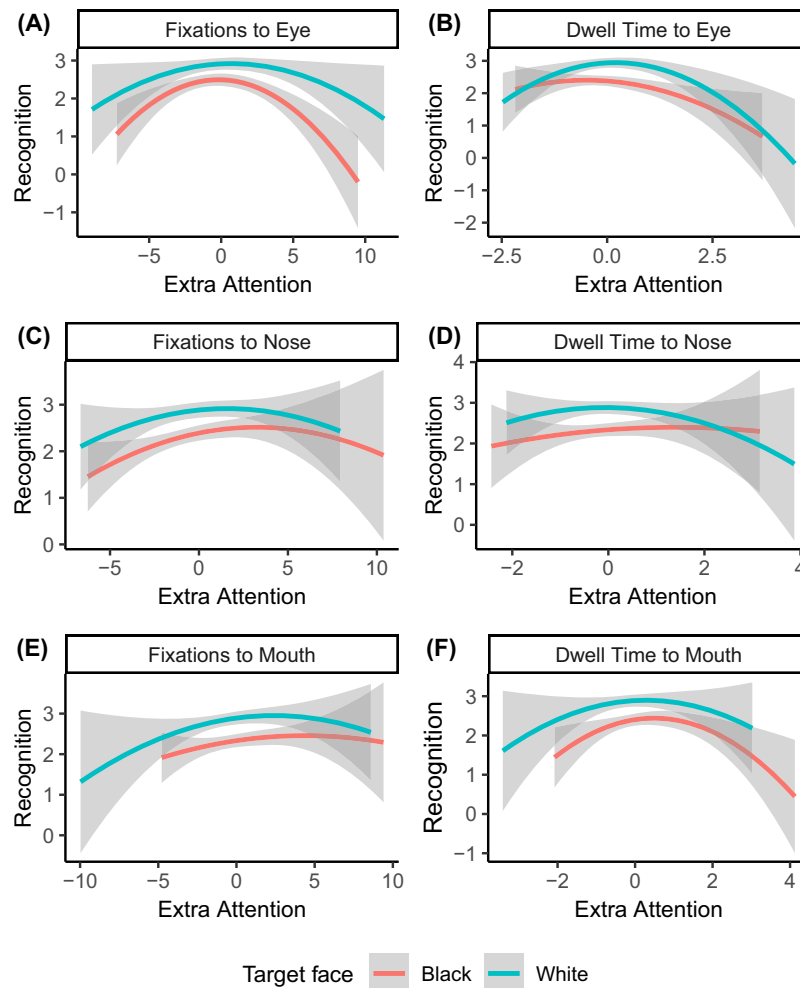 (A) Fixations to Eye
Recognition
3
2
1
0
−1
−5 0 5 10
Extra Attention
(B) Dwell Time to Eye
Recognition
3
2
1
0
−1
−2
−2.5 0.0 2.5
Extra Attention
(C) Fixations to Nose
Recognition
3
2
1
0
−5 0 5 10
Extra Attention
(D) Dwell Time to Nose
Recognition
4
3
2
1
0
−2 0 2 4
Extra Attention
(E) Fixations to Mouth
Recognition
3
2
1
0
−10 −5 0 5 10
Extra Attention
(F) Dwell Time to Mouth
Recognition
3
2
1
0
−1
−2 0 2 4
Extra Attention
Target face Black White